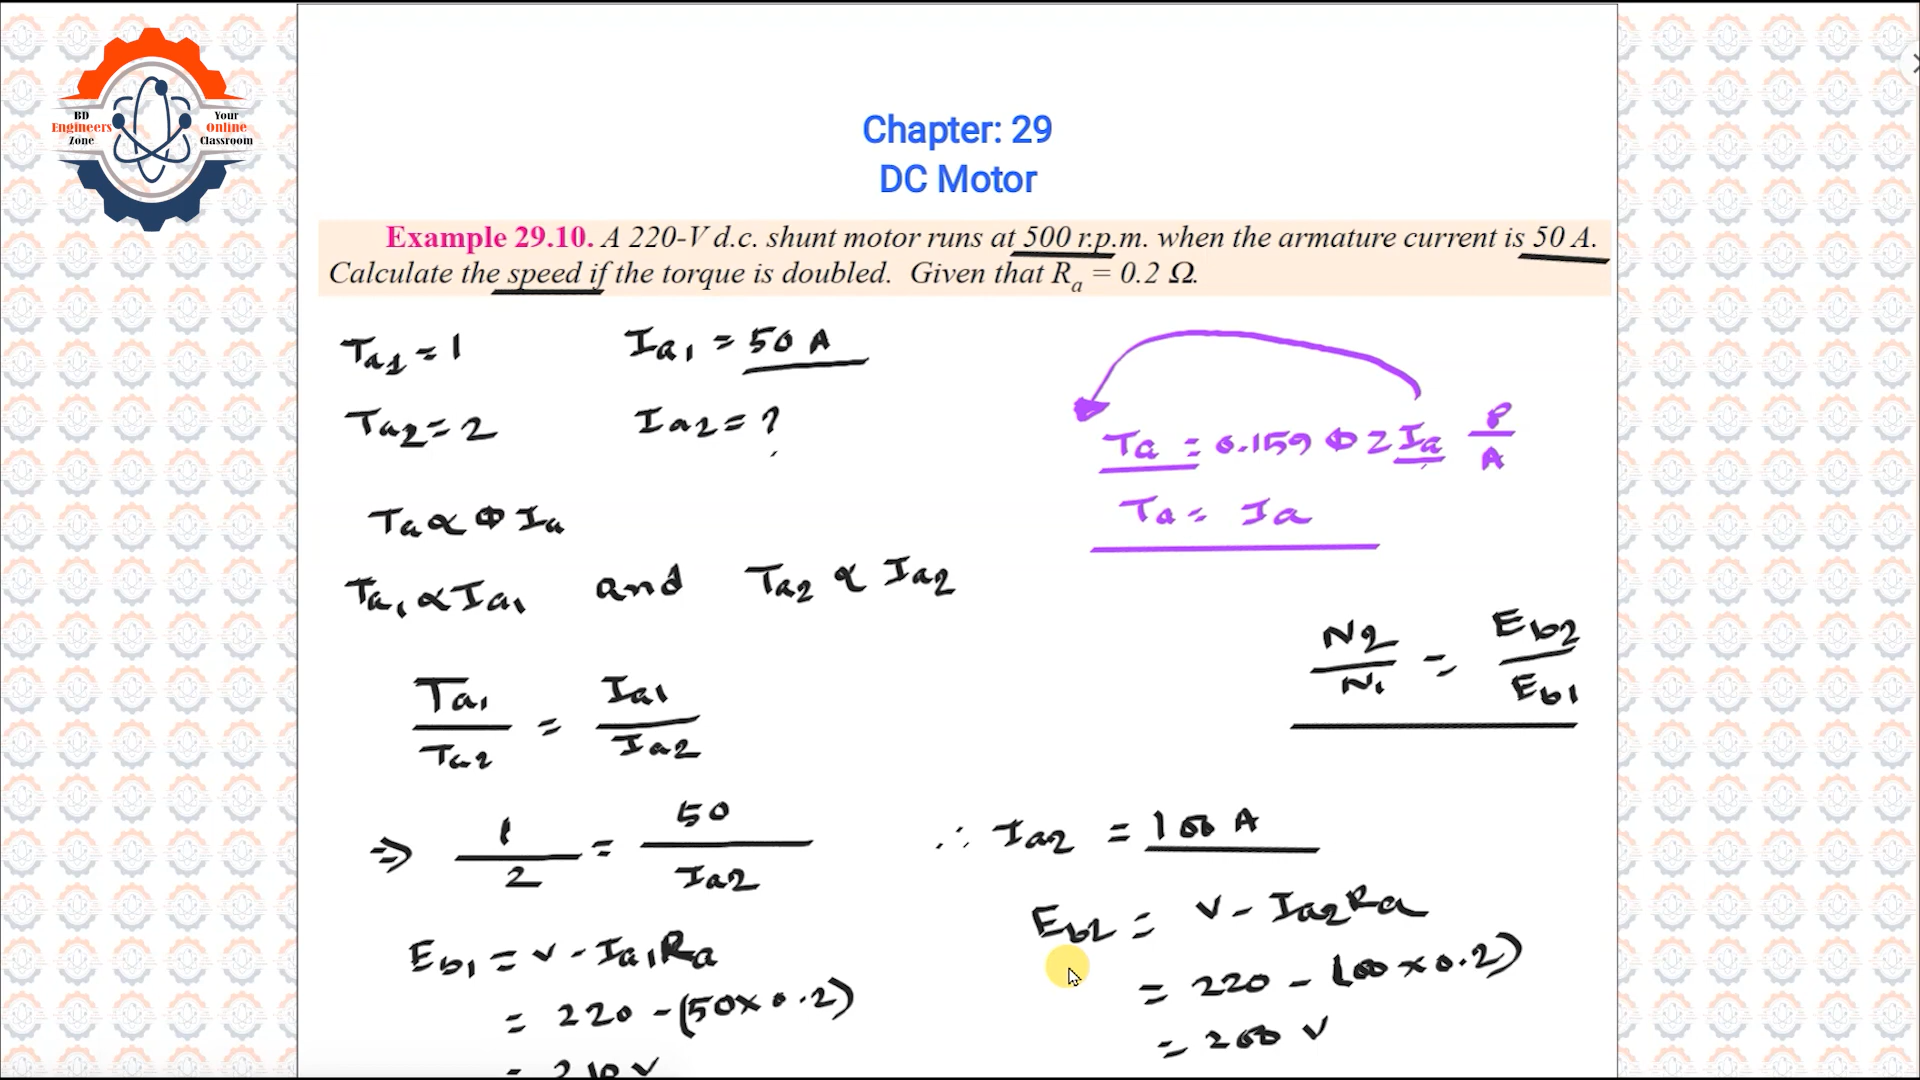 BD
Engineers
Zone
Your
Online
Classroom
Chapter: 29
DC Motor
Example 29.10. A 220-V d.c. shunt motor runs at 500 r.p.m. when the armature current is 50 A.
Calculate the speed if the torque is doubled. Given that Ra = 0.2 Ω.
Ta1 = 1
Ia1 = 50 A
Ta2 = 2
Ia2 = ?
Ta = 0.159 Φ Z Ia P/A
Ta = Ia
Ta ∝ Φ Ia
Ta1 ∝ Ia1 and Ta2 ∝ Ia2
N2/N1 = Eb2/Eb1
Ta1/Ta2 = Ia1/Ia2
⇒ 1/2 = 50/Ia2
∴ Ia2 = 100 A
Eb1 = V - Ia1Ra
= 220 - (50×0.2)
= 210 V
Eb2 = V - Ia2Ra
= 220 - (100×0.2)
= 200 V